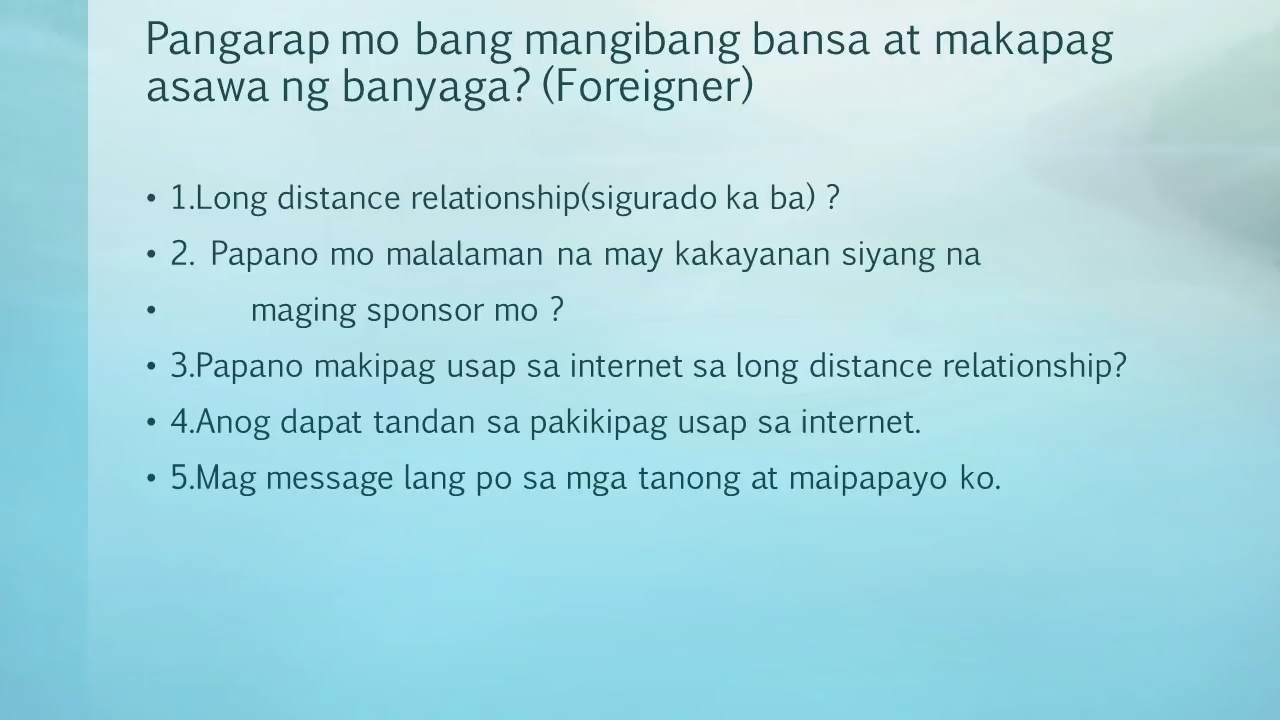 Pangarap mo bang mangibang bansa at makapag
asawa ng banyaga? (Foreigner)
• 1.Long distance relationship(sigurado ka ba) ?
• 2. Papano mo malalaman na may kakayanan siyang na
• maging sponsor mo ?
• 3.Papano makipag usap sa internet sa long distance relationship?
• 4.Anog dapat tandan sa pakikipag usap sa internet.
• 5.Mag message lang po sa mga tanong at maipapayo ko.